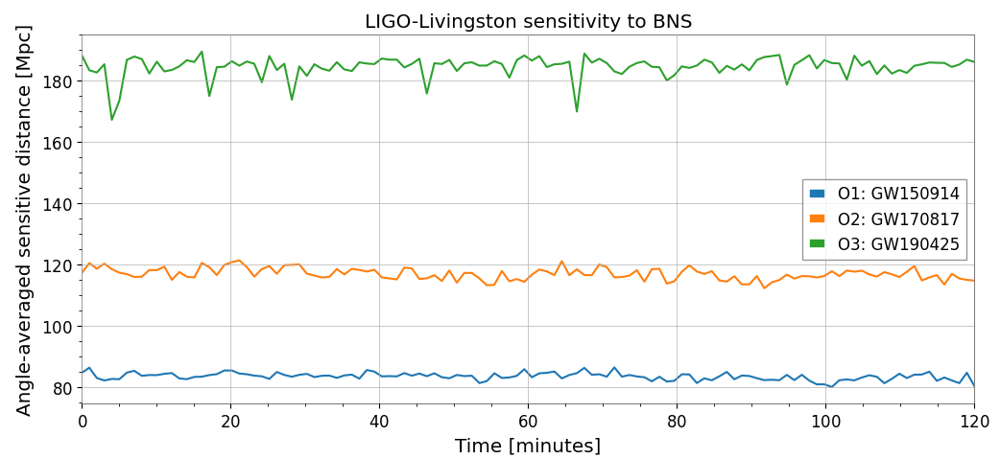 LIGO-Livingston sensitivity to BNS
Angle-averaged sensitive distance [Mpc]
180
160
140
120
100
80
O1: GW150914
O2: GW170817
O3: GW190425
0 20 40 60 80 100 120
Time [minutes]